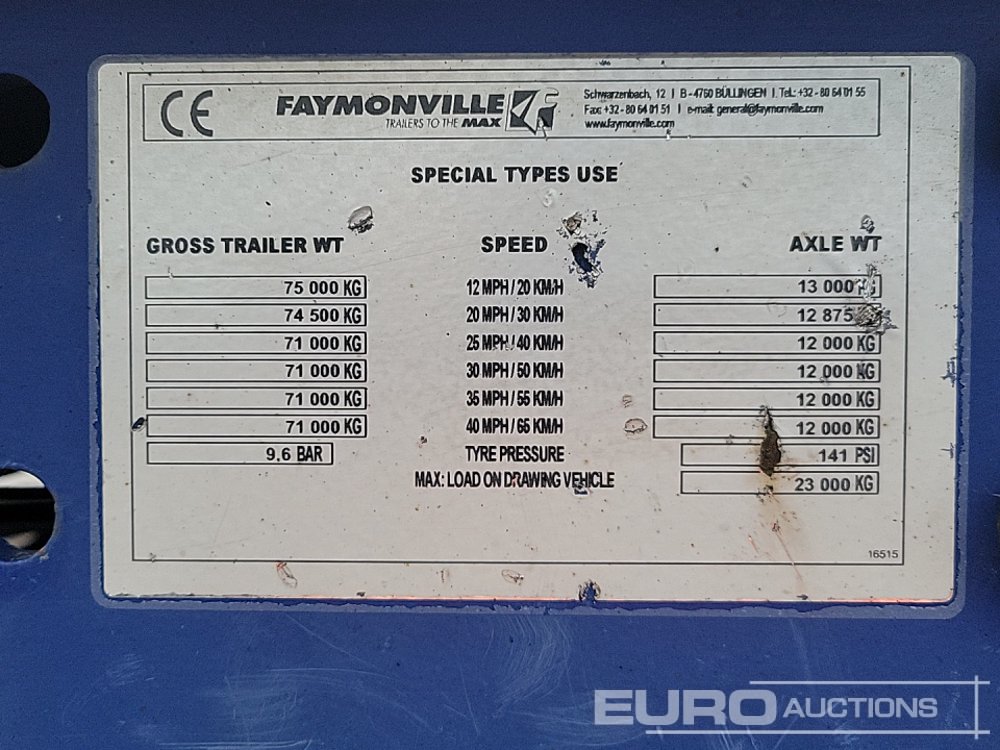 CE
FAYMONVILLE
TRAILERS TO THE MAX
Schwarzenbach, 12 | B - 4760 BÜLLINGEN | Tel.: +32 - 80 64 01 55
Fax: +32 - 80 64 01 51 | e-mail: general@faymonville.com
www.faymonville.com
SPECIAL TYPES USE
GROSS TRAILER WT SPEED AXLE WT
75 000 KG 12 MPH / 20 KM/H 13 000 KG
74 500 KG 20 MPH / 30 KM/H 12 875
71 000 KG 25 MPH / 40 KM/H 12 000 KG
71 000 KG 30 MPH / 50 KM/H 12 000 KG
71 000 KG 35 MPH / 55 KM/H 12 000 KG
71 000 KG 40 MPH / 65 KM/H 12 000 KG
9.6 BAR TYRE PRESSURE 141 PSI
MAX: LOAD ON DRAWING VEHICLE 23 000 KG
16515
EURO AUCTIONS